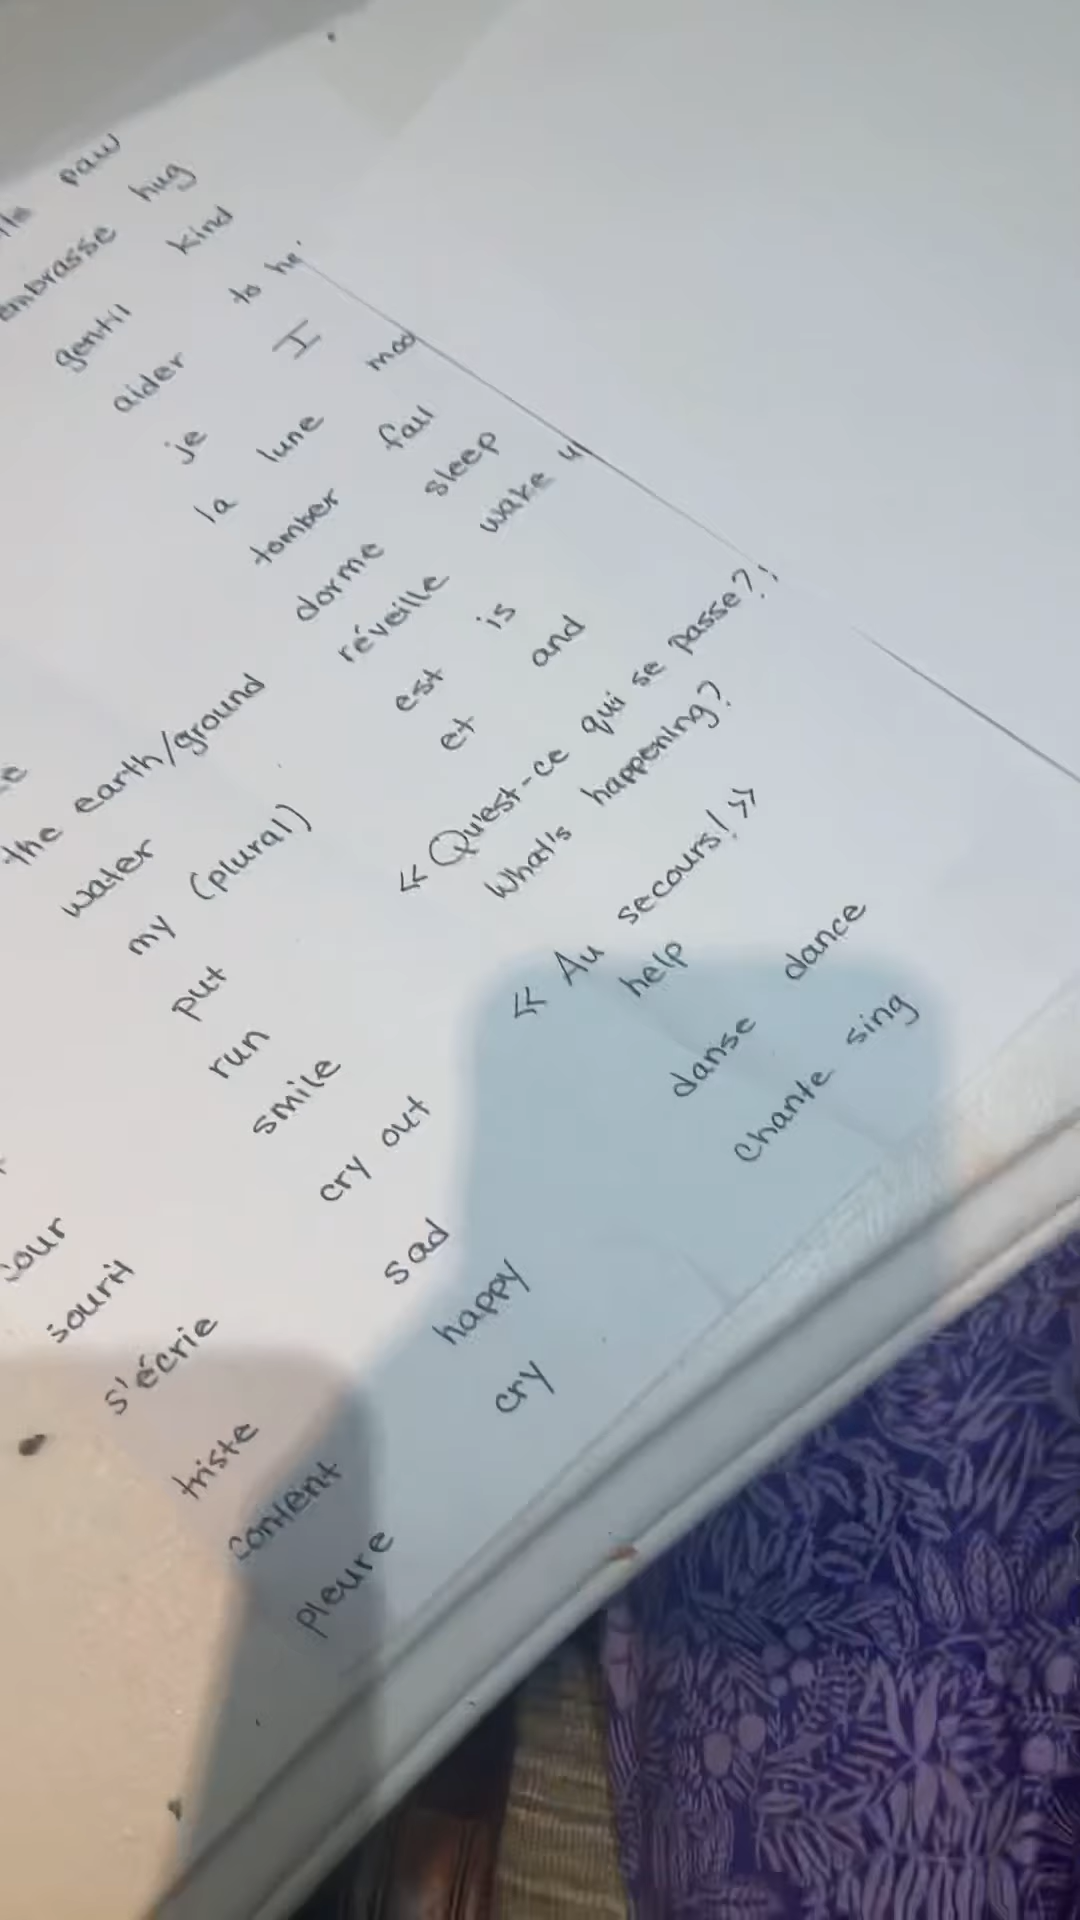 paw
embrasse hug
gentil kind
aider to
je I
la lune
tomber fall
dorme sleep
réveille wake
est is
et and
« Qu'est-ce qui se passe?!
What's happening?
« Au secours! »
help
danse dance
chante sing
the earth/ground
water
my (plural)
put
run
sourit smile
s'écrie cry out
triste sad
content happy
pleure cry